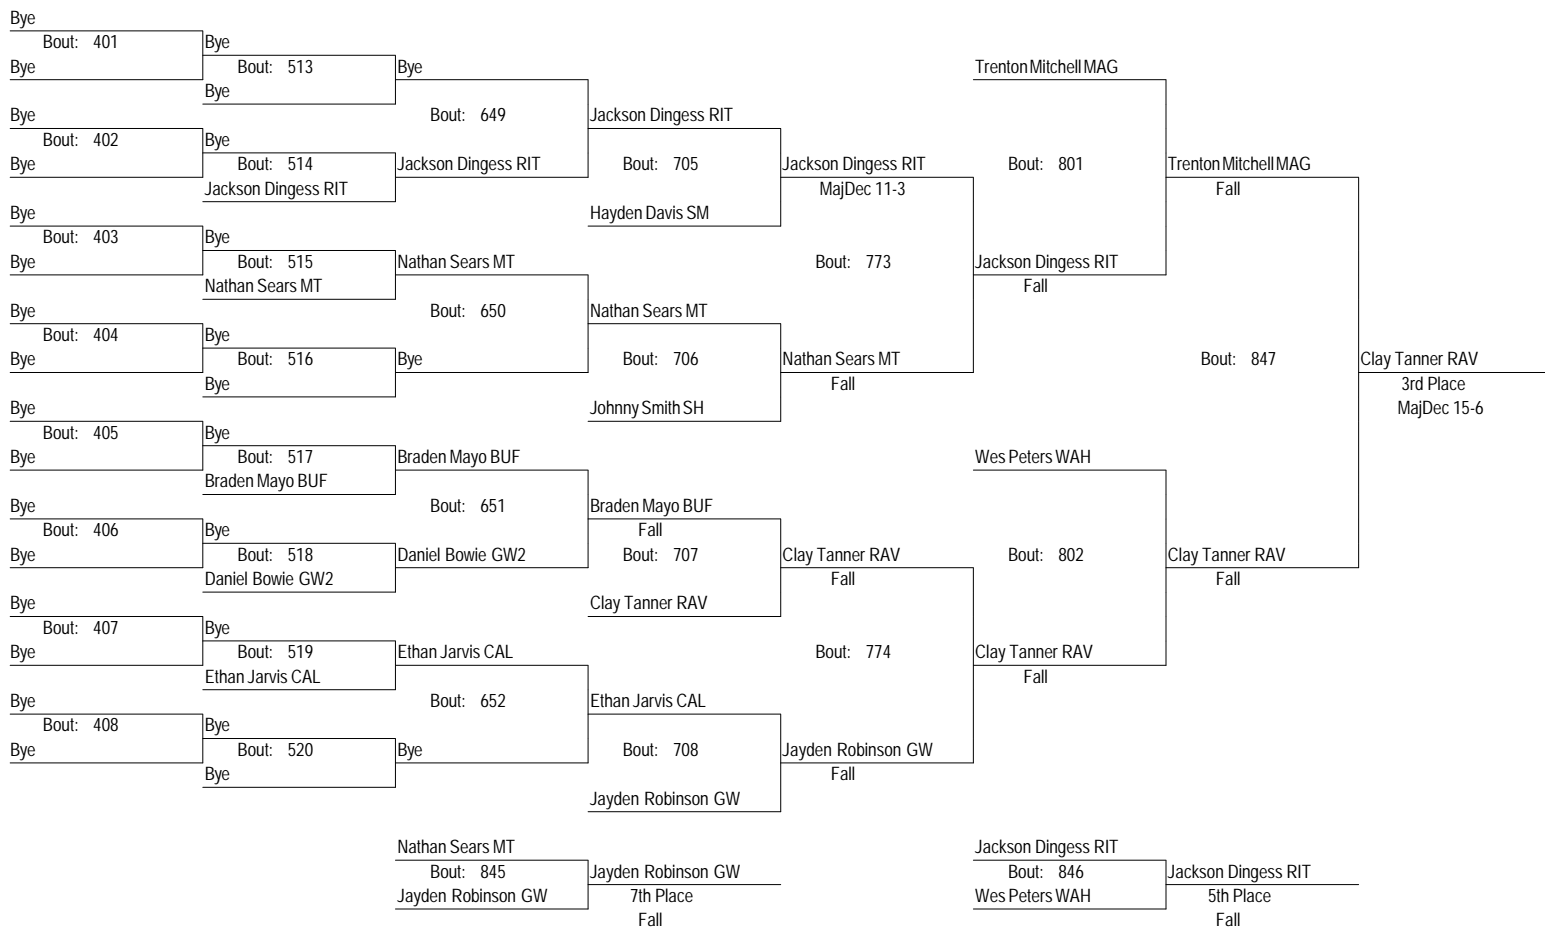 Bye
Bout: 401
Bye
Bye
Bout: 513
Bye
Bye
Bout: 402
Bye
Bye
Bout: 514
Jackson Dingess RIT
Bye
Bout: 649
Jackson Dingess RIT
Bye
Bout: 403
Bye
Bye
Bout: 515
Nathan Sears MT
Bye
Bout: 404
Bye
Bye
Bout: 516
Bye
Nathan Sears MT
Bout: 650
Bye
Jackson Dingess RIT
Bout: 705
Hayden Davis SM
Nathan Sears MT
Bout: 706
Johnny Smith SH
Jackson Dingess RIT
MajDec 11-3
Bout: 773
Nathan Sears MT
Fall
Bye
Bout: 405
Bye
Bye
Bout: 517
Braden Mayo BUF
Bye
Bout: 406
Bye
Bye
Bout: 518
Daniel Bowie GW2
Braden Mayo BUF
Bout: 651
Daniel Bowie GW2
Bye
Bout: 407
Bye
Bye
Bout: 519
Ethan Jarvis CAL
Bye
Bout: 408
Bye
Bye
Bout: 520
Bye
Ethan Jarvis CAL
Bout: 652
Bye
Braden Mayo BUF
Fall
Bout: 707
Clay Tanner RAV
Ethan Jarvis CAL
Bout: 708
Jayden Robinson GW
Clay Tanner RAV
Fall
Bout: 774
Jayden Robinson GW
Fall
Trenton Mitchell MAG
Bout: 801
Jackson Dingess RIT
Fall
Wes Peters WAH
Bout: 802
Clay Tanner RAV
Fall
Trenton Mitchell MAG
Fall
Bout: 847
Clay Tanner RAV
Fall
Clay Tanner RAV
3rd Place
MajDec 15-6
Nathan Sears MT
Bout: 845
Jayden Robinson GW
Jayden Robinson GW
7th Place
Fall
Jackson Dingess RIT
Bout: 846
Wes Peters WAH
Jackson Dingess RIT
5th Place
Fall